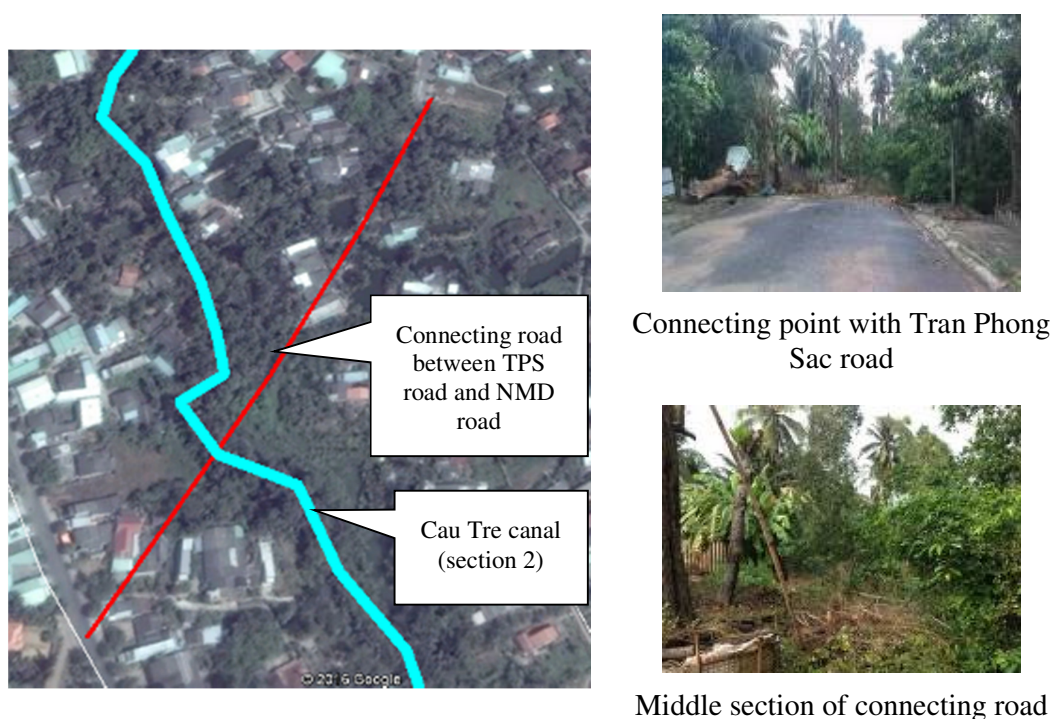 Connecting road
between TPS
road and NMD
road
Cau Tre canal
(section 2)
© 2016 Google
Connecting point with Tran Phong
Sac road
Middle section of connecting road